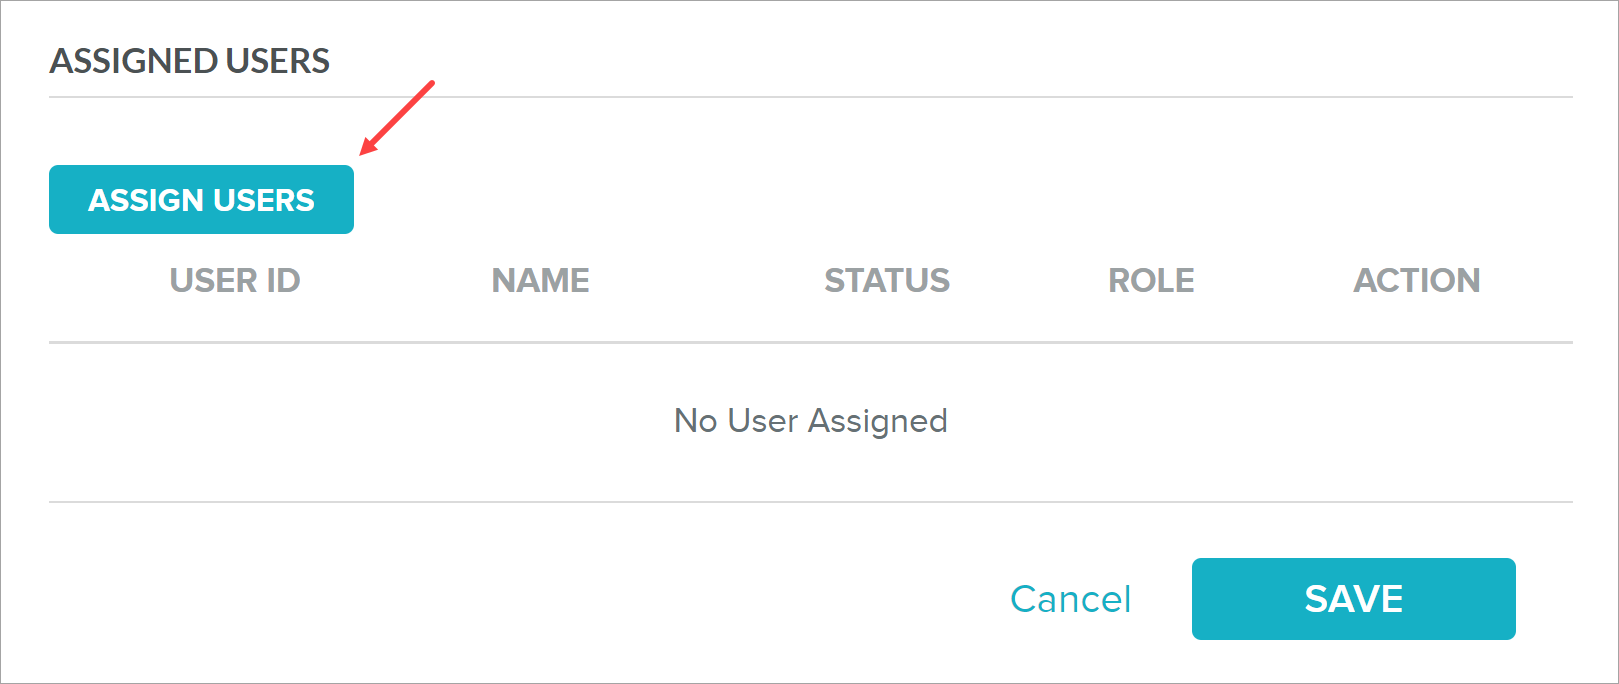 ASSIGNED USERS
ASSIGN USERS
USER ID NAME STATUS ROLE ACTION
No User Assigned
Cancel SAVE